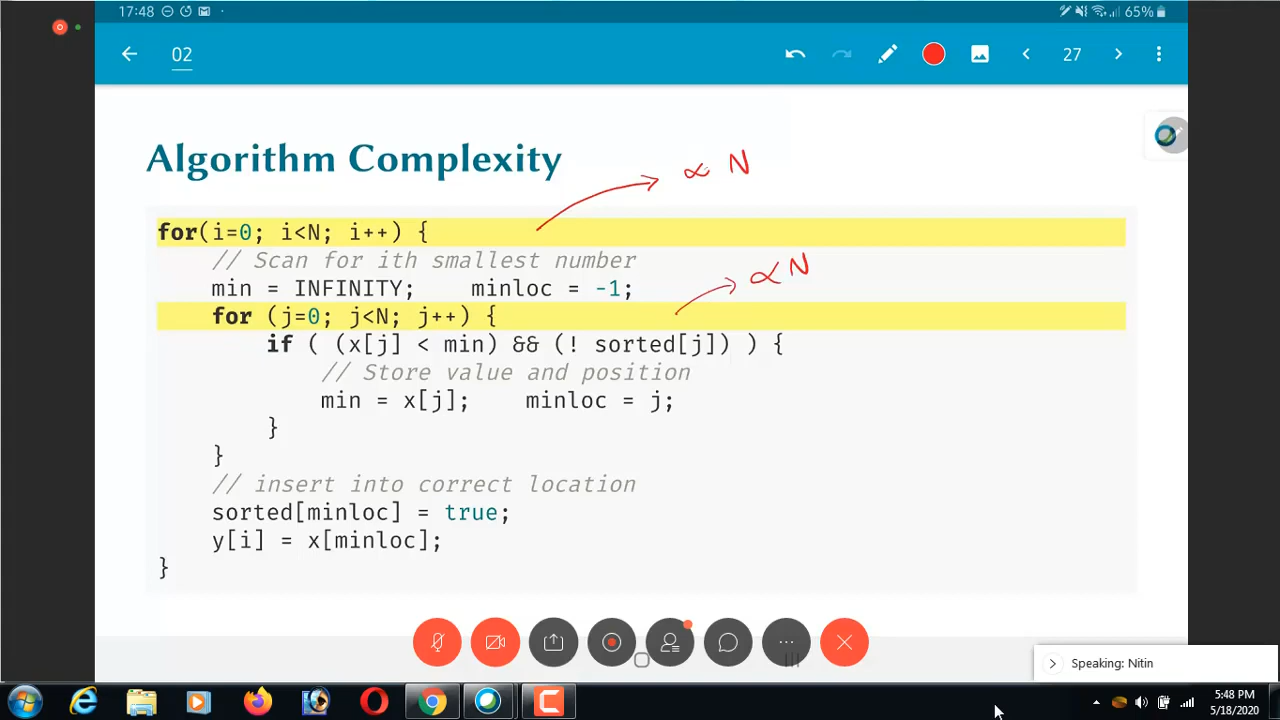 17:48
65%
02
27
Algorithm Complexity
∝ N
for(i=0; i<N; i++) {
// Scan for ith smallest number
∝ N
min = INFINITY;    minloc = -1;
for (j=0; j<N; j++) {
if ( (x[j] < min) && (! sorted[j]) ) {
// Store value and position
min = x[j];    minloc = j;
}
}
// insert into correct location
sorted[minloc] = true;
y[i] = x[minloc];
}
Speaking: Nitin
5:48 PM
5/18/2020